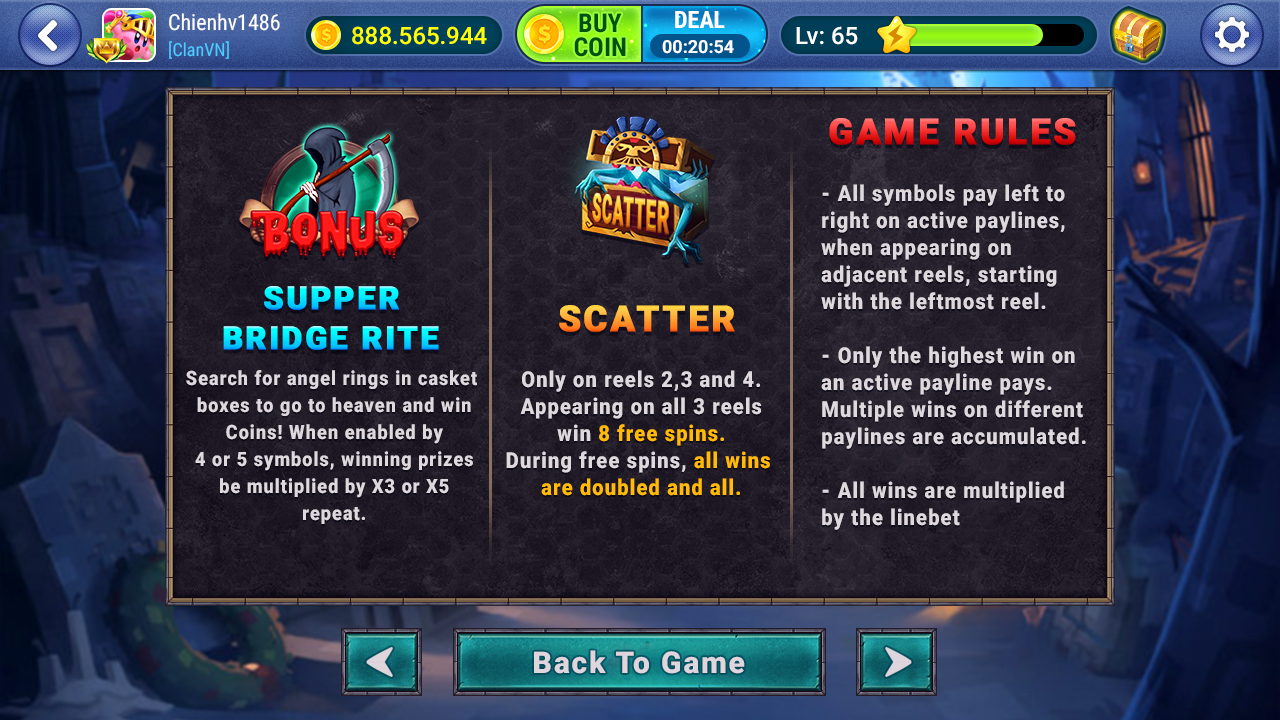 Chienhv1486
[ClanVN]
888.565.944
BUY
COIN
DEAL
00:20:54
Lv: 65
BONUS
SUPPER
BRIDGE RITE
Search for angel rings in casket
boxes to go to heaven and win
Coins! When enabled by
4 or 5 symbols, winning prizes
be multiplied by X3 or X5
repeat.
SCATTER
SCATTER
Only on reels 2,3 and 4.
Appearing on all 3 reels
win 8 free spins.
During free spins, all wins
are doubled and all.
GAME RULES
- All symbols pay left to
right on active paylines,
when appearing on
adjacent reels, starting
with the leftmost reel.
- Only the highest win on
an active payline pays.
Multiple wins on different
paylines are accumulated.
- All wins are multiplied
by the linebet
Back To Game